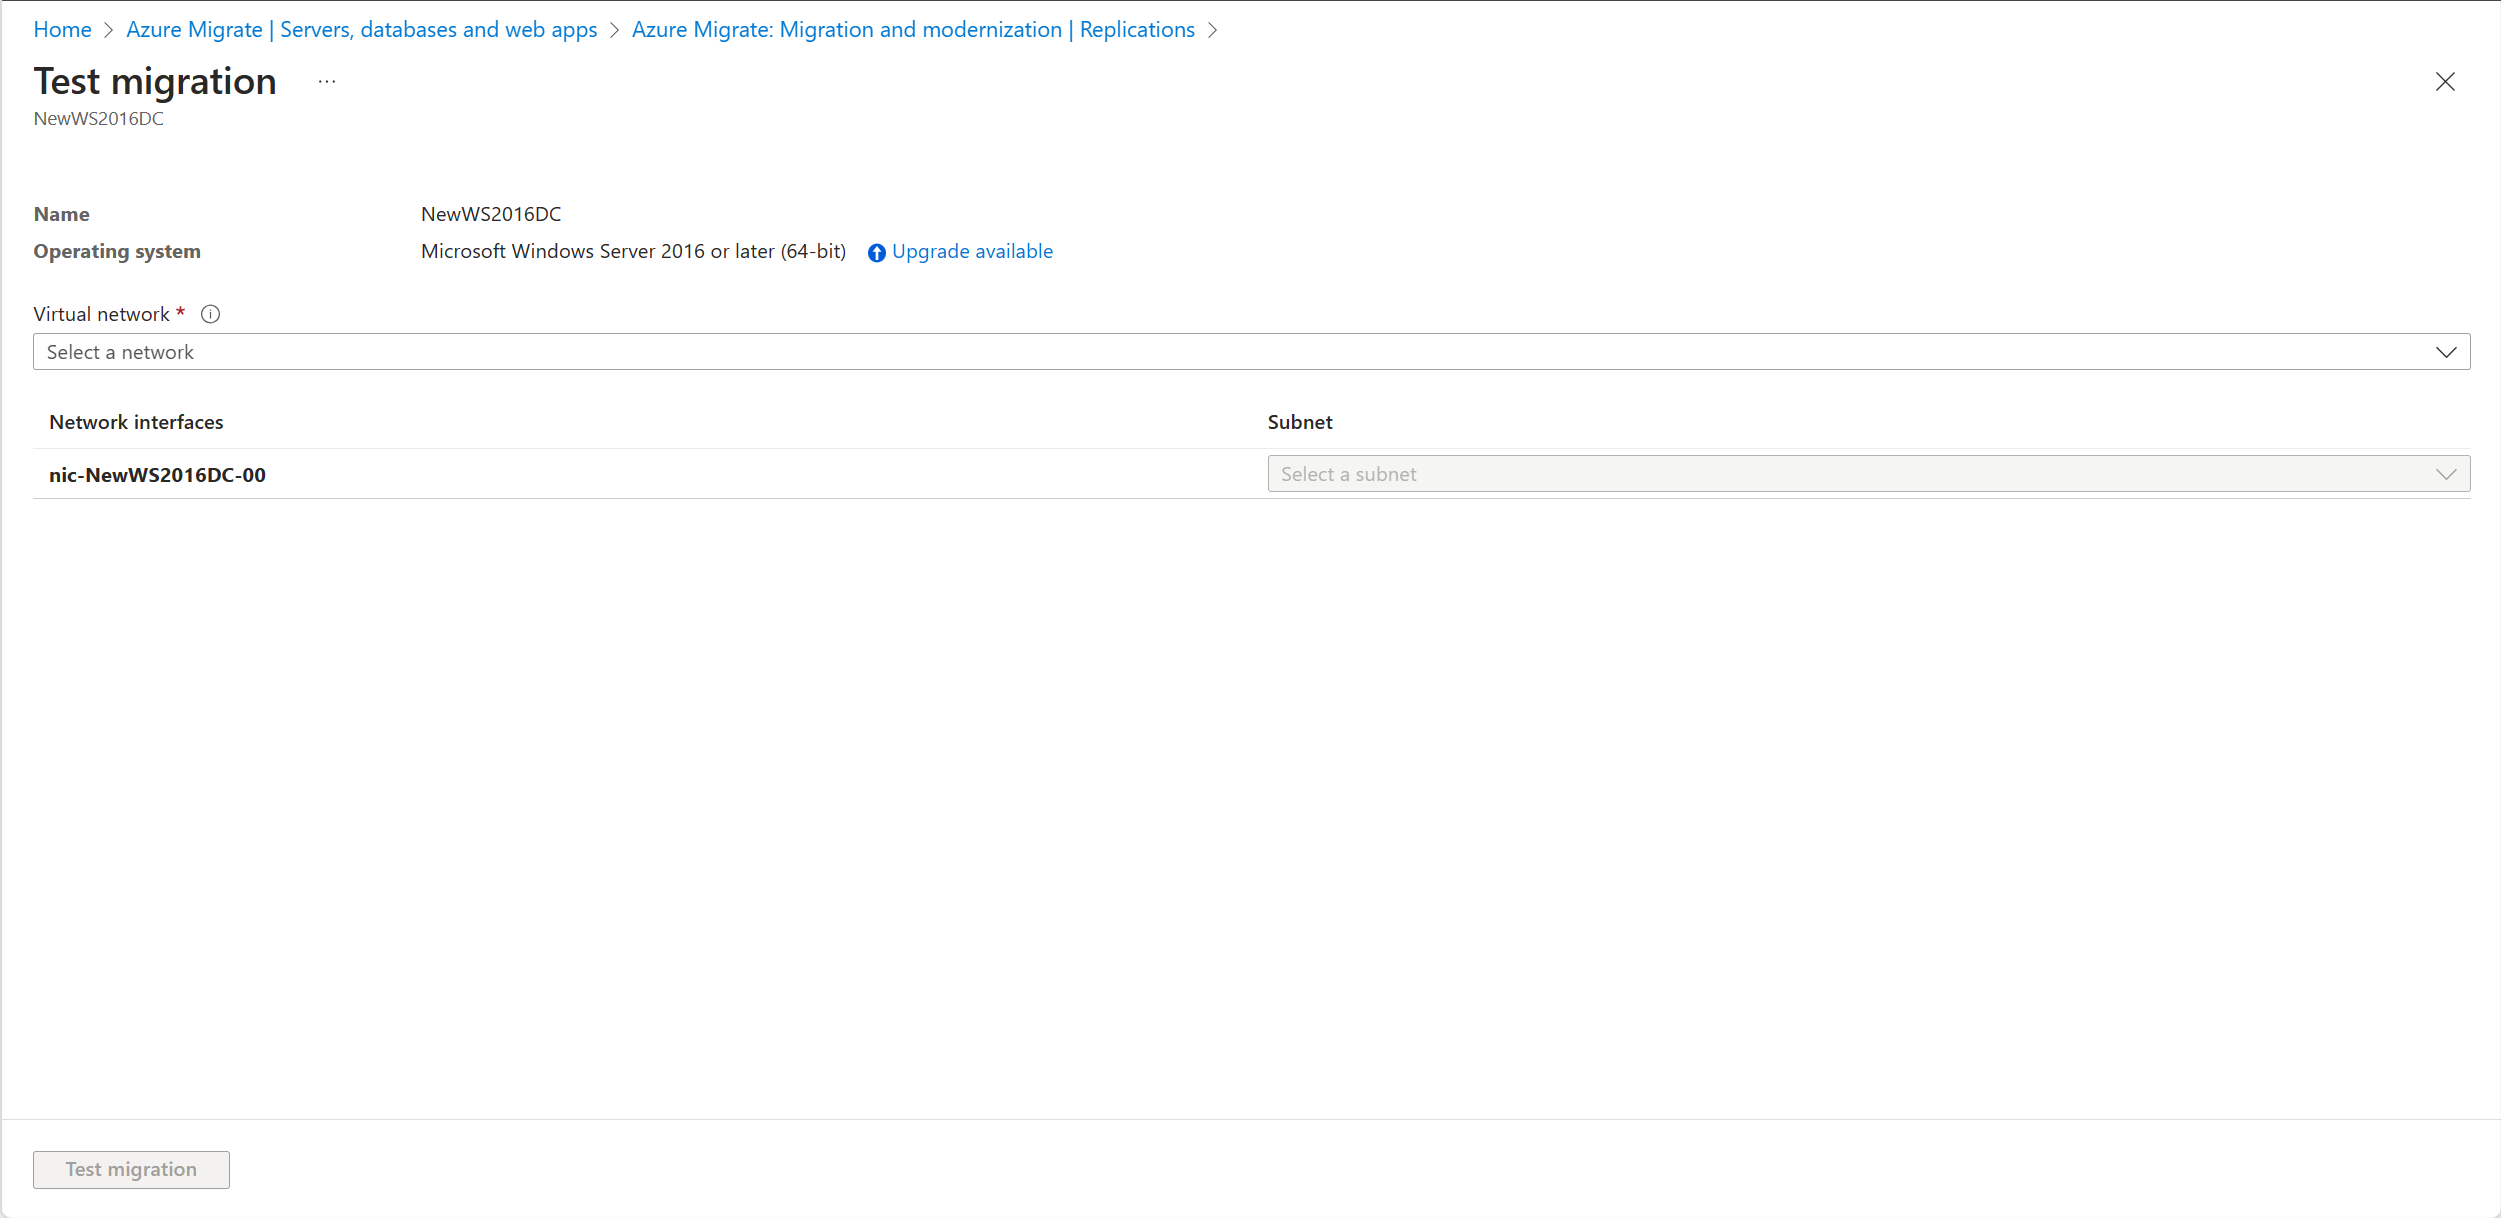 Home > Azure Migrate | Servers, databases and web apps > Azure Migrate: Migration and modernization | Replications >
Test migration ...
NewWS2016DC
Name NewWS2016DC
Operating system Microsoft Windows Server 2016 or later (64-bit) Upgrade available
Virtual network *
Select a network
Network interfaces Subnet
nic-NewWS2016DC-00 Select a subnet
Test migration